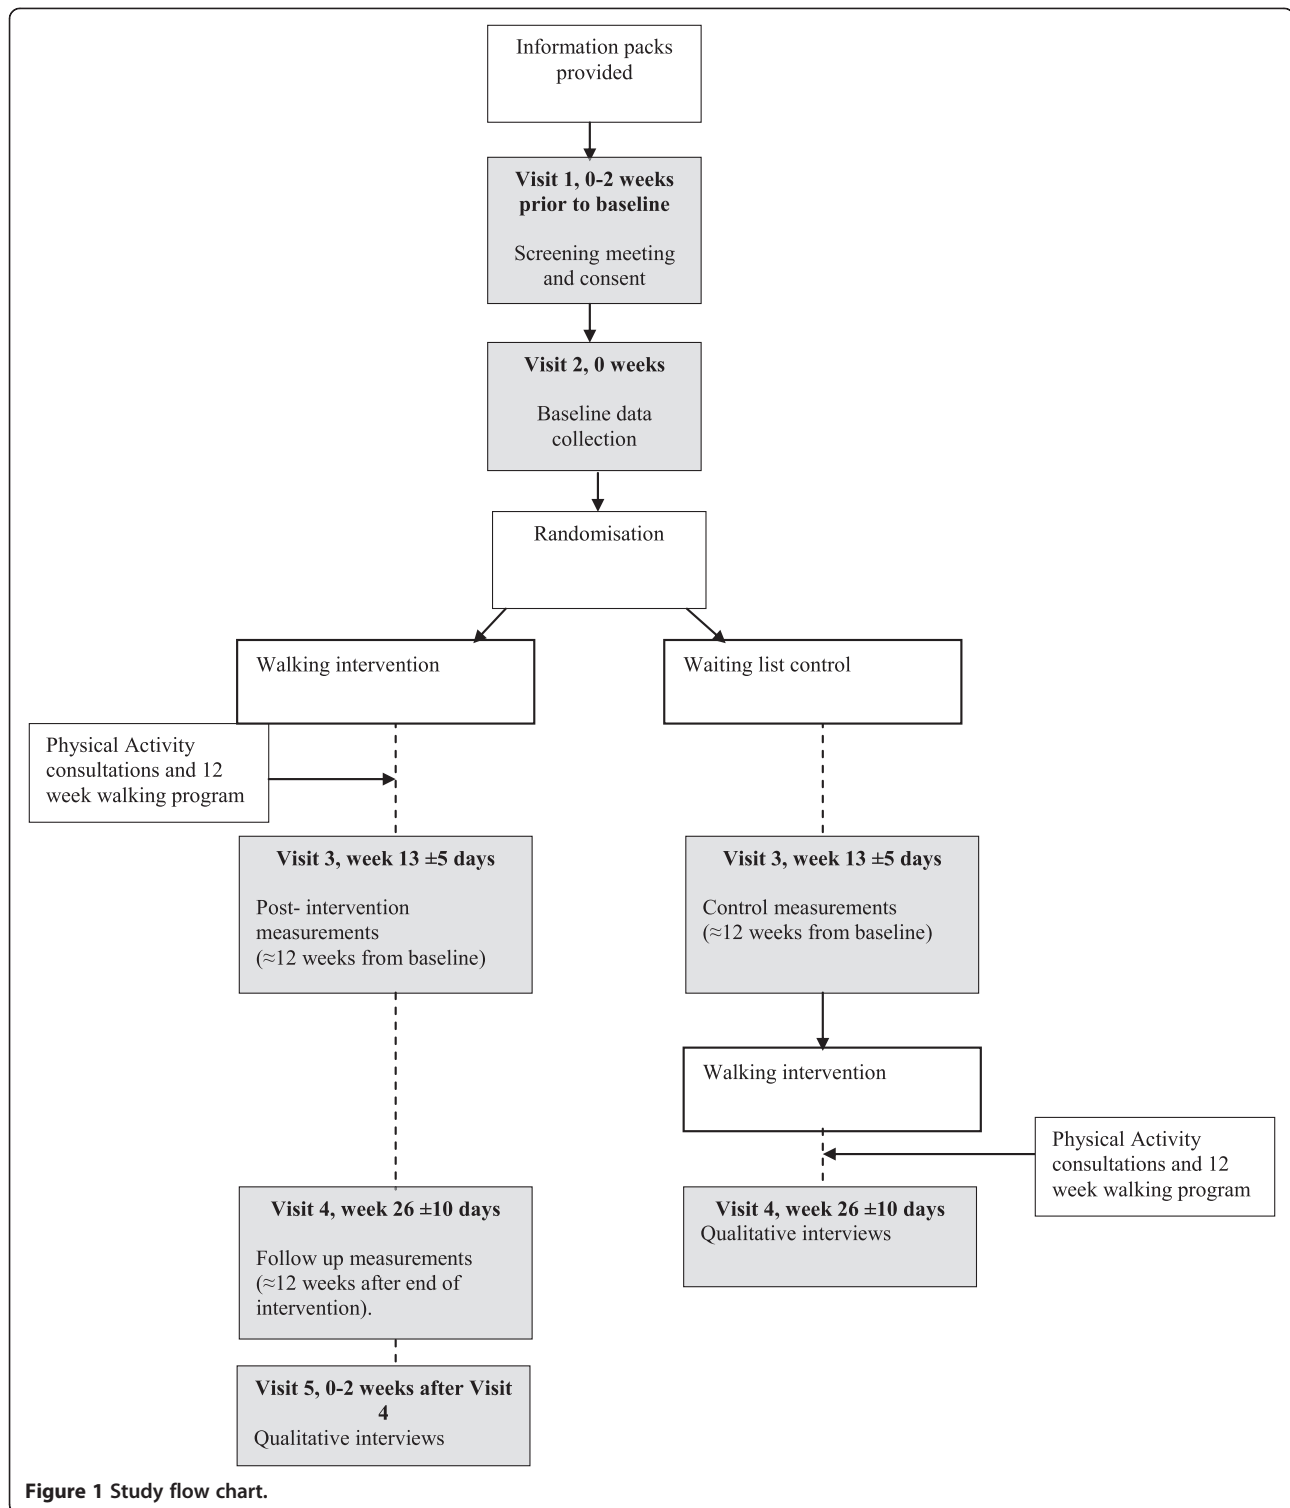 Information packs
provided
Visit 1, 0-2 weeks
prior to baseline
Screening meeting
and consent
Visit 2, 0 weeks
Baseline data
collection
Randomisation
Walking intervention
Waiting list control
Physical Activity
consultations and 12
week walking program
Visit 3, week 13 ±5 days
Post- intervention
measurements
(≈12 weeks from baseline)
Visit 3, week 13 ±5 days
Control measurements
(≈12 weeks from baseline)
Walking intervention
Physical Activity
consultations and 12
week walking program
Visit 4, week 26 ±10 days
Follow up measurements
(≈12 weeks after end of
intervention).
Visit 4, week 26 ±10 days
Qualitative interviews
Visit 5, 0-2 weeks after Visit
4
Qualitative interviews
Figure 1 Study flow chart.